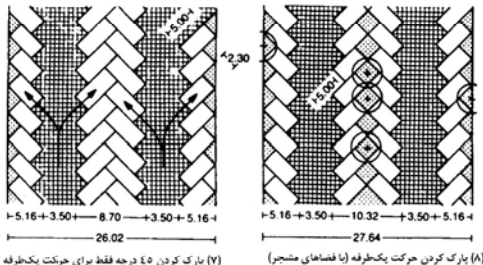 5.00
2.30
5.00
5.16 3.50 8.70 3.50 5.16
26.02
5.16 3.50 10.32 3.50 5.16
27.64
(۷) پارک کردن ٤٥ درجه فقط برای حرکت یک‌طرفه
(۸) پارک کردن حرکت یک‌طرفه (با فضاهای مشجر)